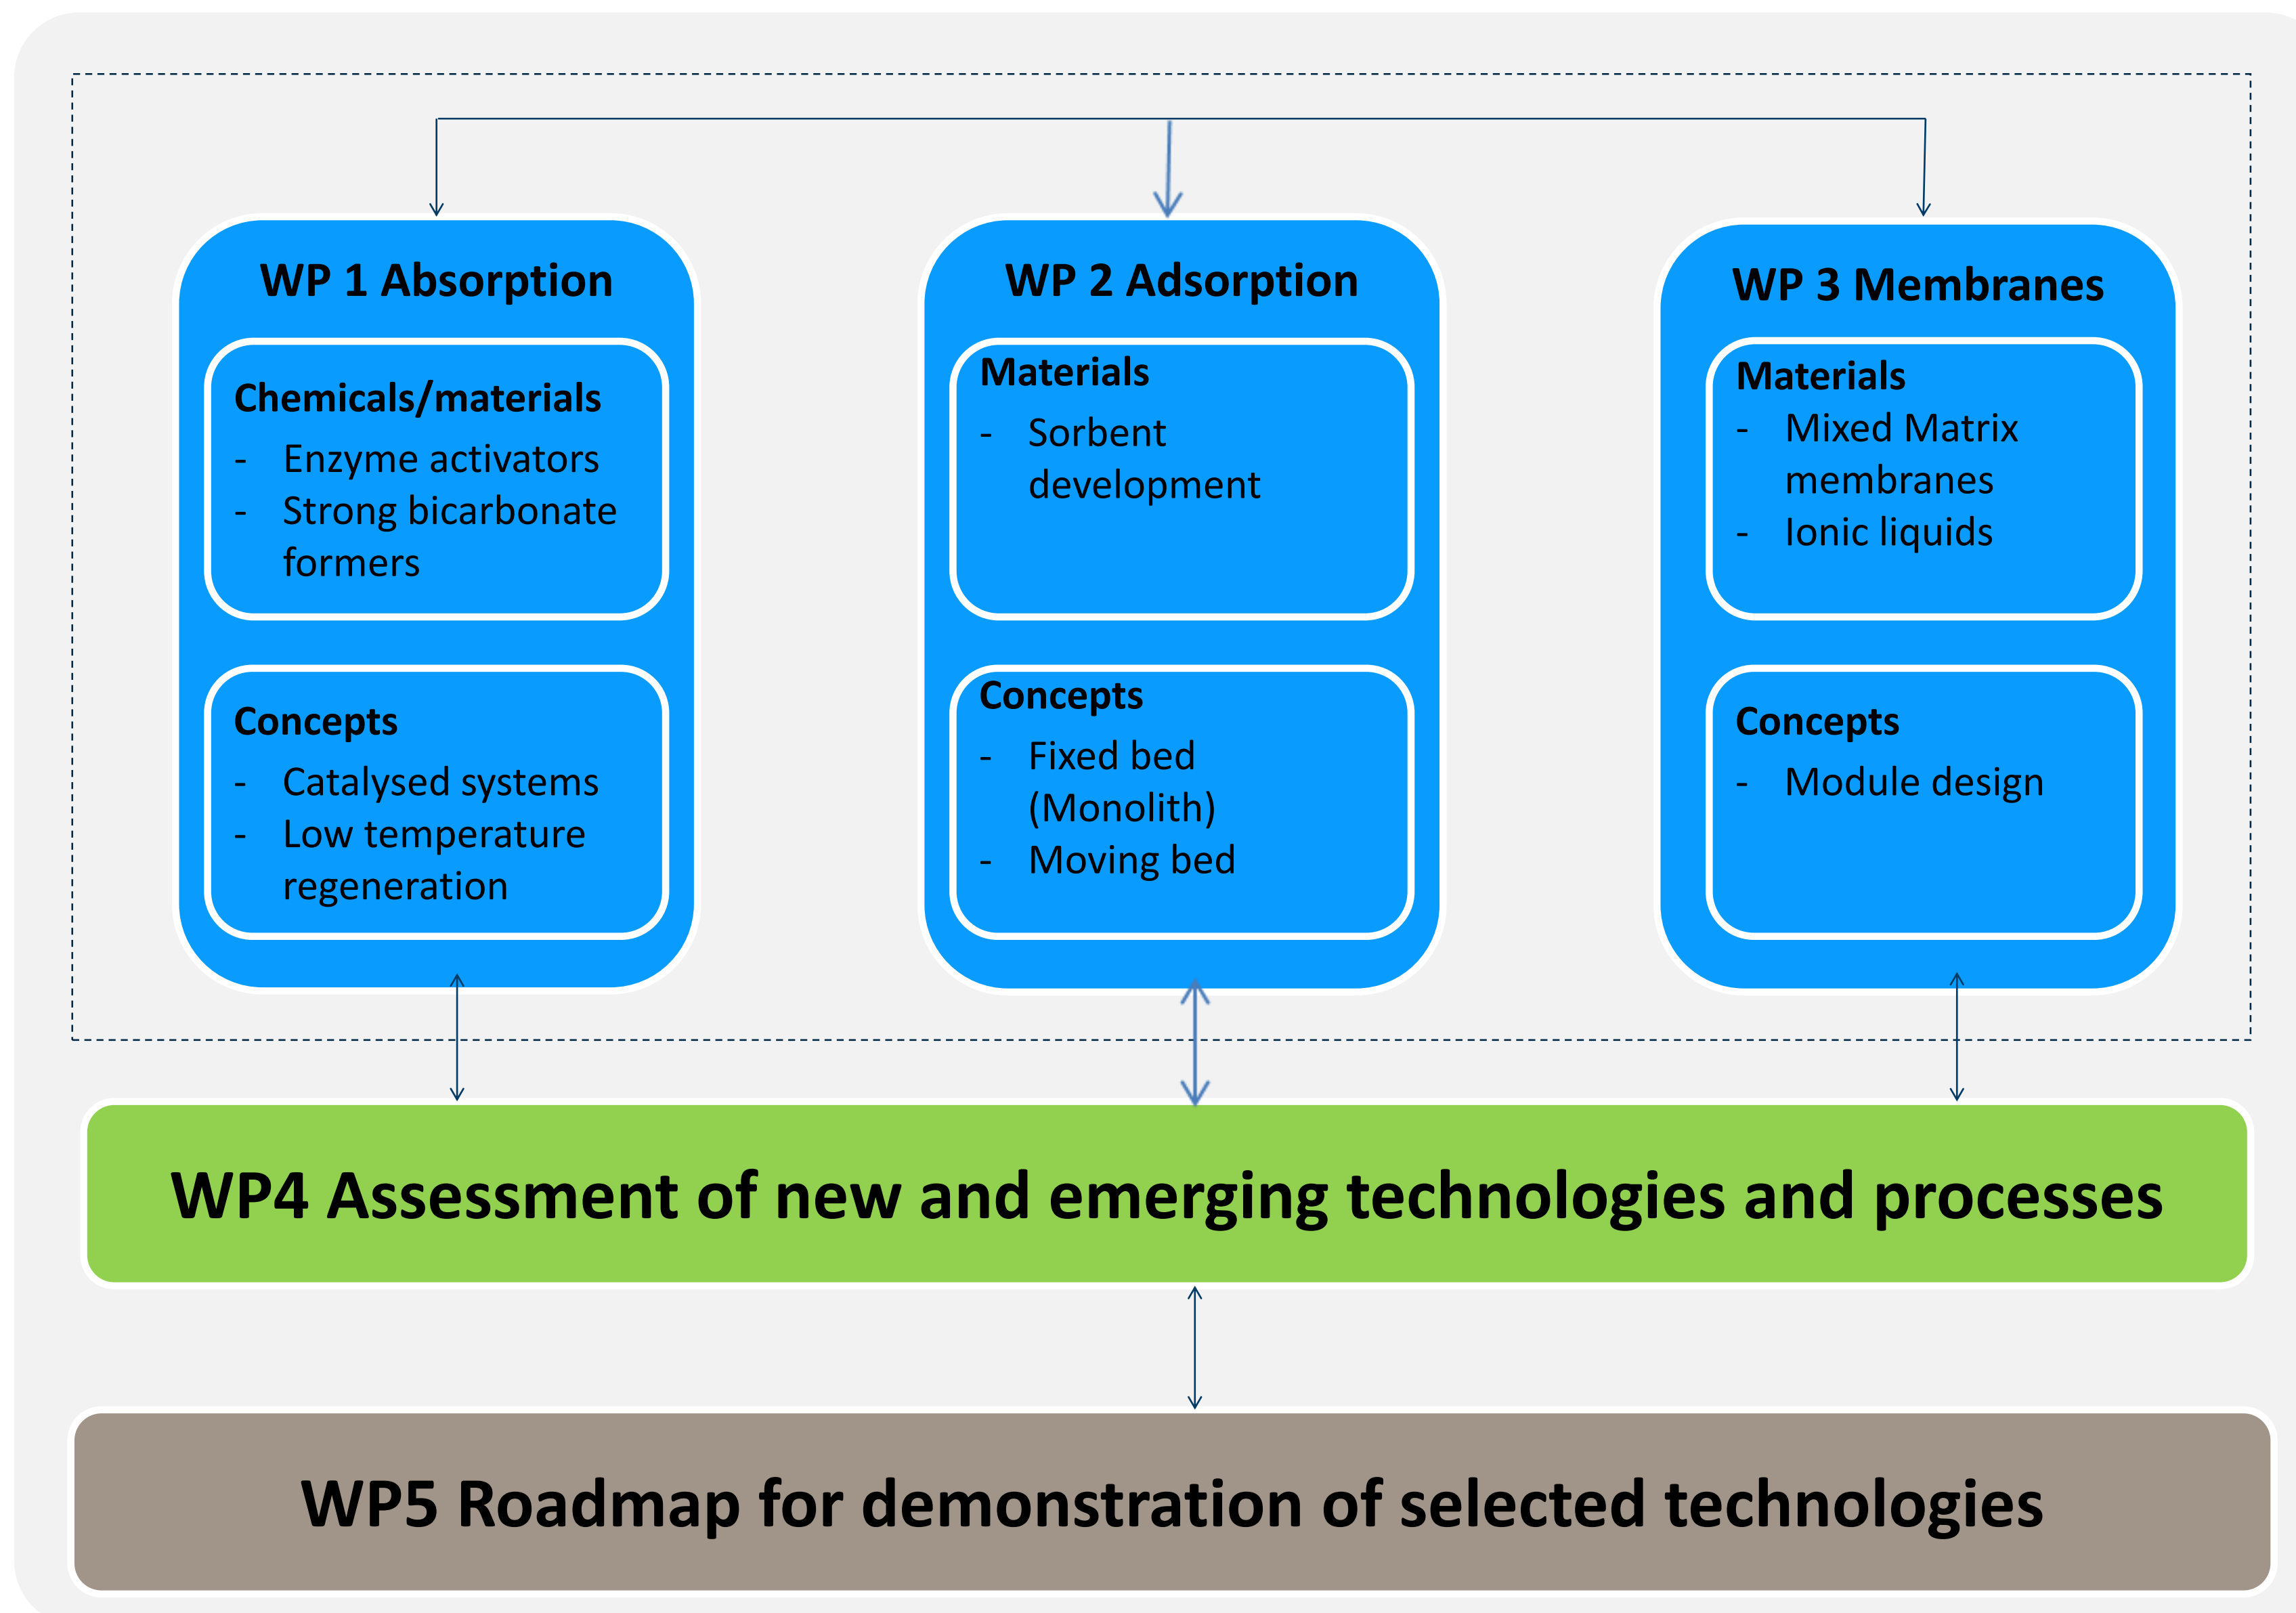 WP 1 Absorption
Chemicals/materials
- Enzyme activators
- Strong bicarbonate
formers
Concepts
- Catalysed systems
- Low temperature
regeneration
WP 2 Adsorption
Materials
- Sorbent
development
Concepts
- Fixed bed
(Monolith)
- Moving bed
WP 3 Membranes
Materials
- Mixed Matrix
membranes
- Ionic liquids
Concepts
- Module design
WP4 Assessment of new and emerging technologies and processes
WP5 Roadmap for demonstration of selected technologies